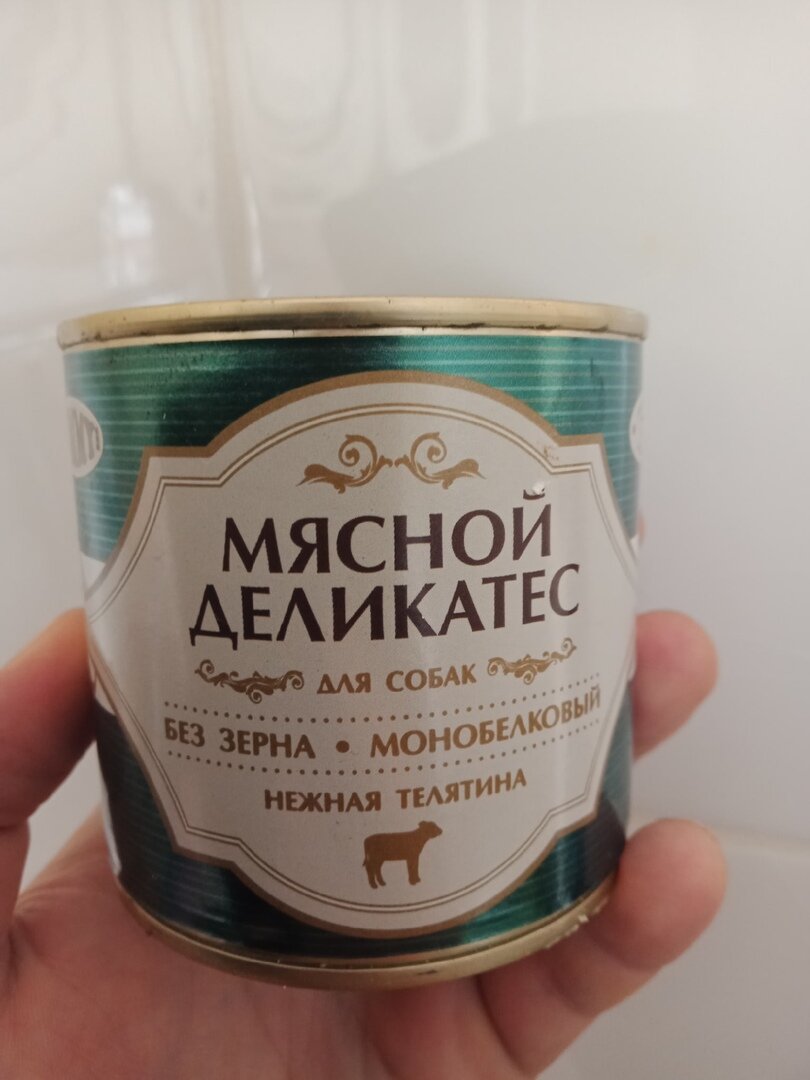 МЯСНОЙ
ДЕЛИКАТЕС
ДЛЯ СОБАК
БЕЗ ЗЕРНА • МОНОБЕЛКОВЫЙ
НЕЖНАЯ ТЕЛЯТИНА